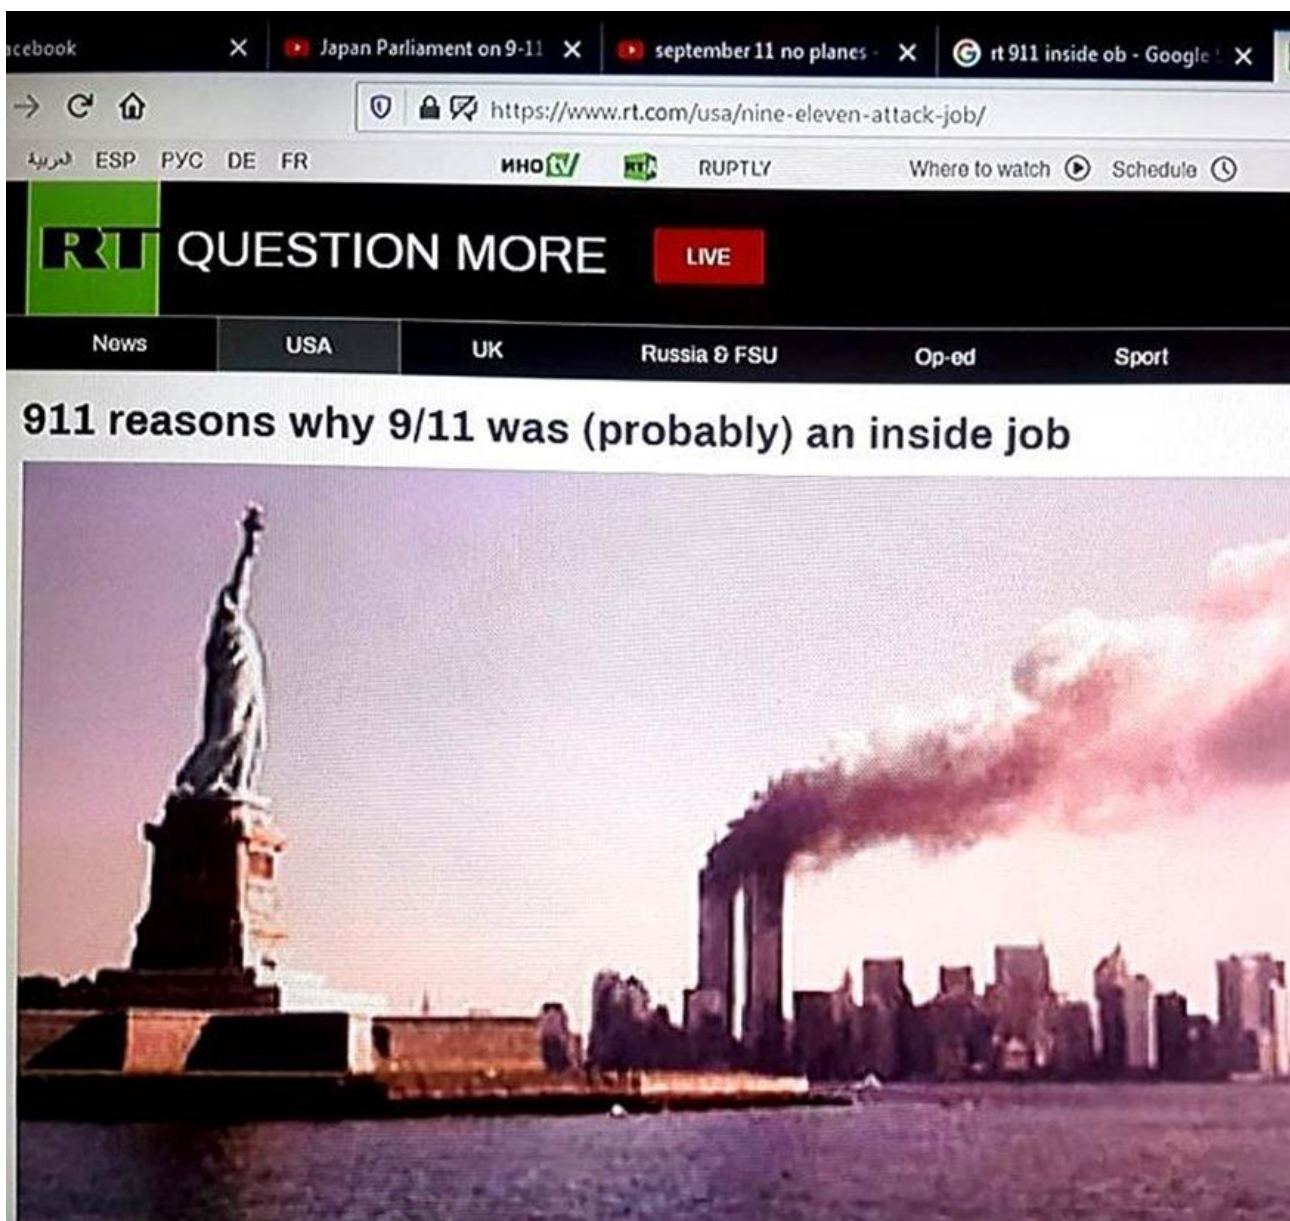 acebook
Japan Parliament on 9-11
september 11 no planes -
rt 911 inside ob - Google
https://www.rt.com/usa/nine-eleven-attack-job/
العربية ESP РУС DE FR
ИНО TV
RUPTLY
Where to watch
Schedule
RT QUESTION MORE
LIVE
News USA UK Russia & FSU Op-ed Sport
911 reasons why 9/11 was (probably) an inside job